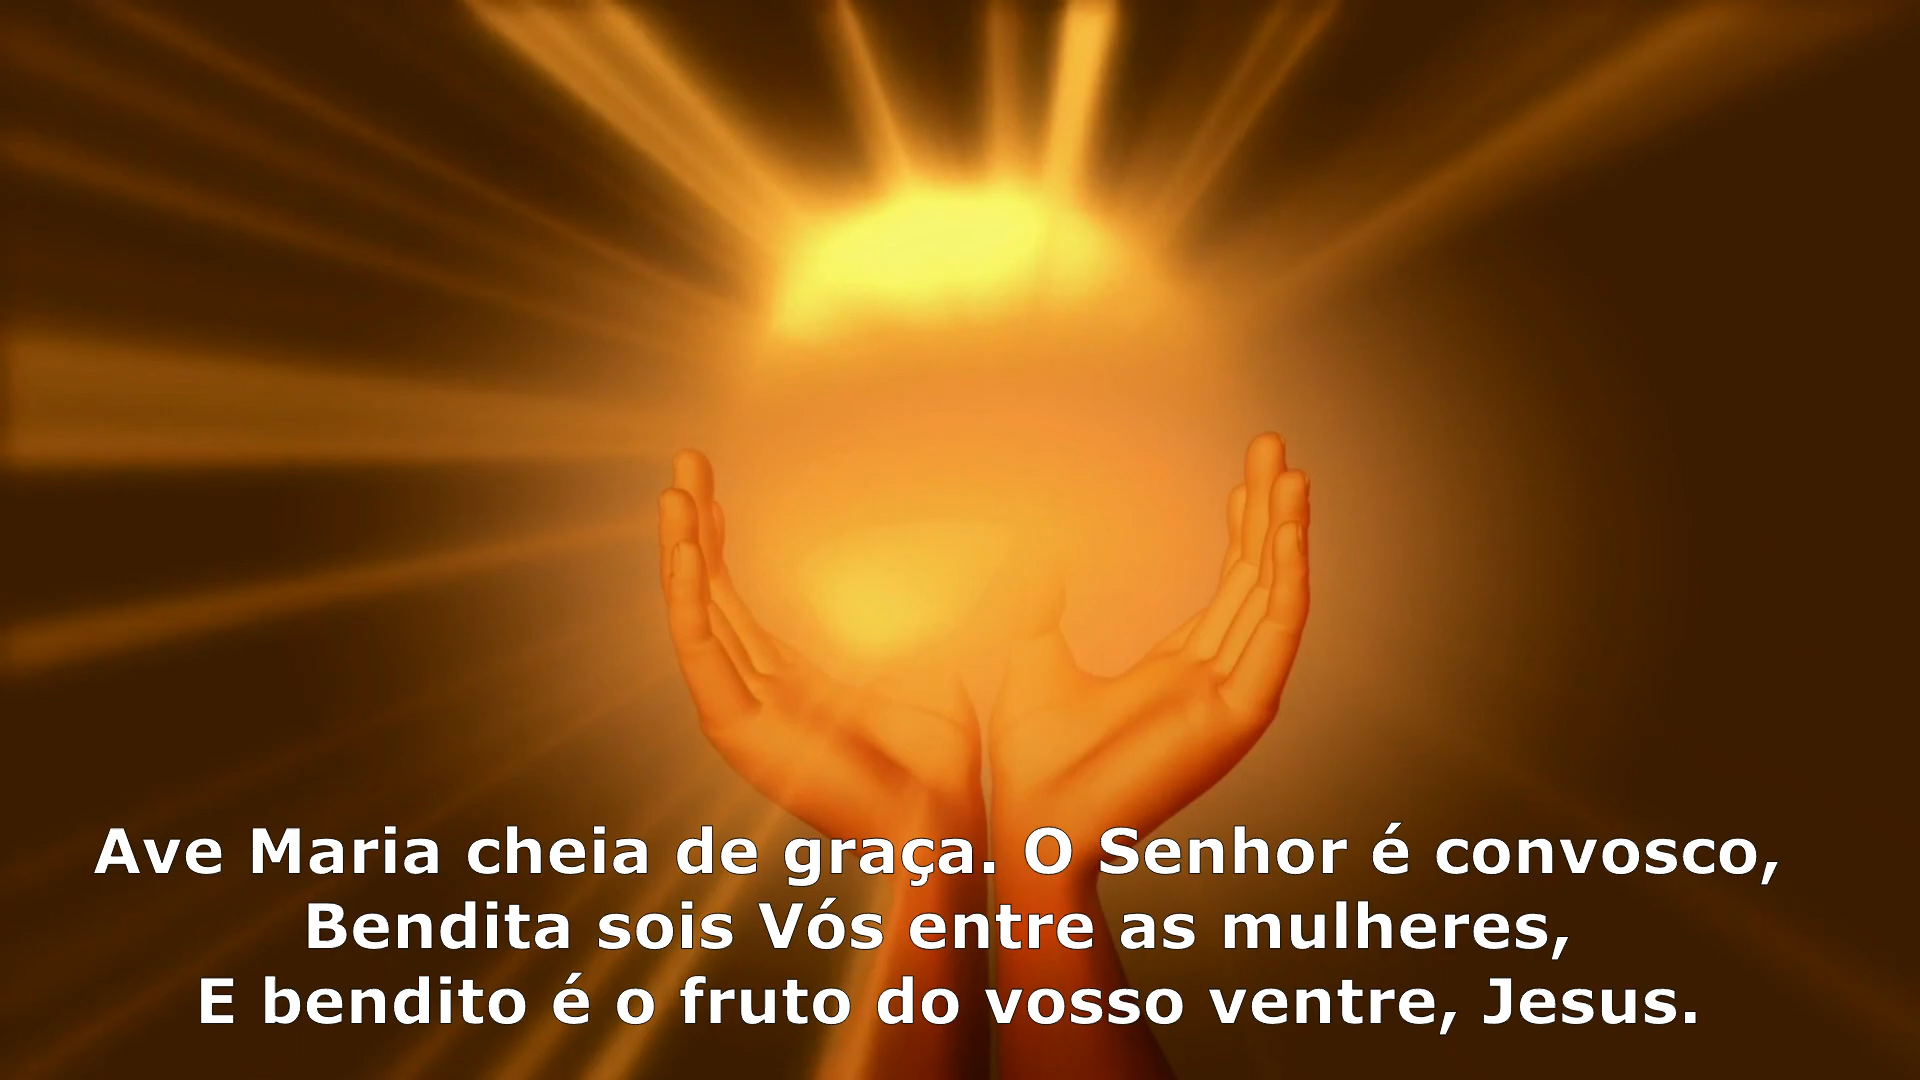 Ave Maria cheia de graça. O Senhor é convosco,
Bendita sois Vós entre as mulheres,
E bendito é o fruto do vosso ventre, Jesus.